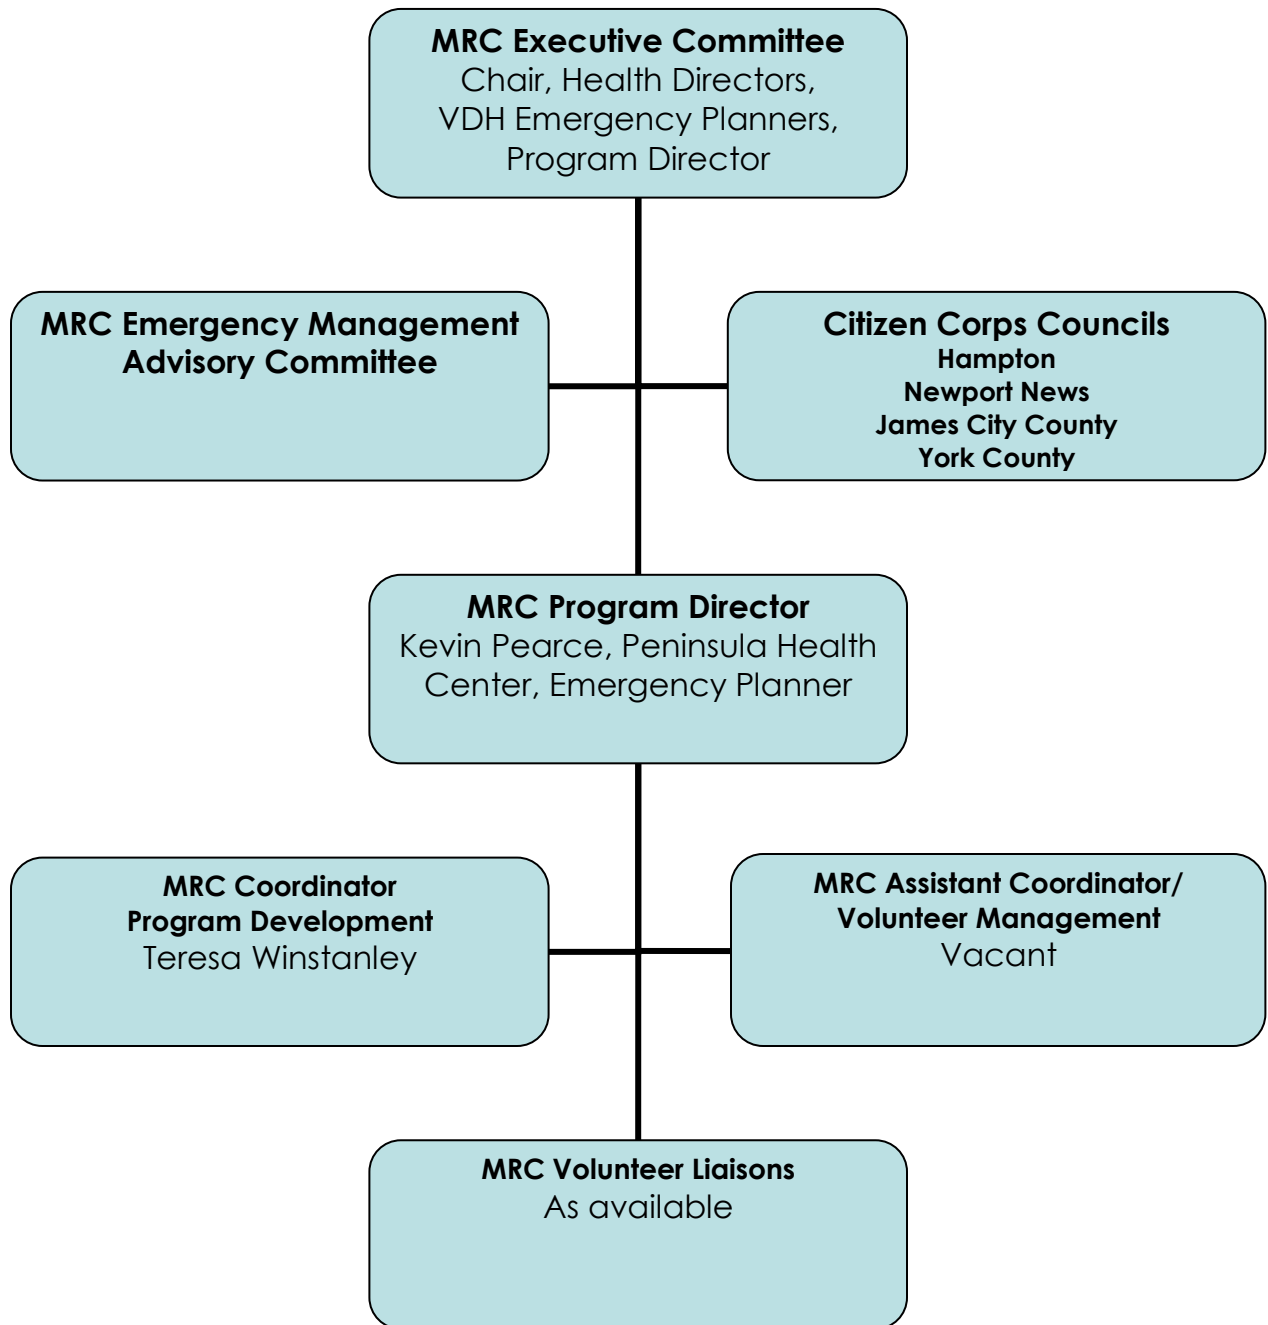 MRC Executive Committee
Chair, Health Directors,
VDH Emergency Planners,
Program Director
MRC Emergency Management
Advisory Committee
Citizen Corps Councils
Hampton
Newport News
James City County
York County
MRC Program Director
Kevin Pearce, Peninsula Health
Center, Emergency Planner
MRC Coordinator
Program Development
Teresa Winstanley
MRC Assistant Coordinator/
Volunteer Management
Vacant
MRC Volunteer Liaisons
As available